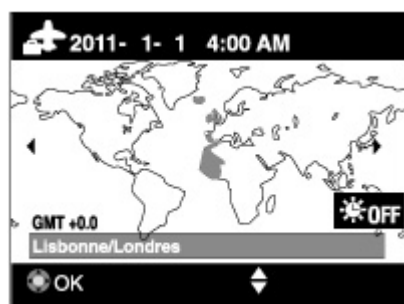 2011- 1- 1 4:00 AM
OFF
GMT +0.0
Lisbonne/Londres
OK